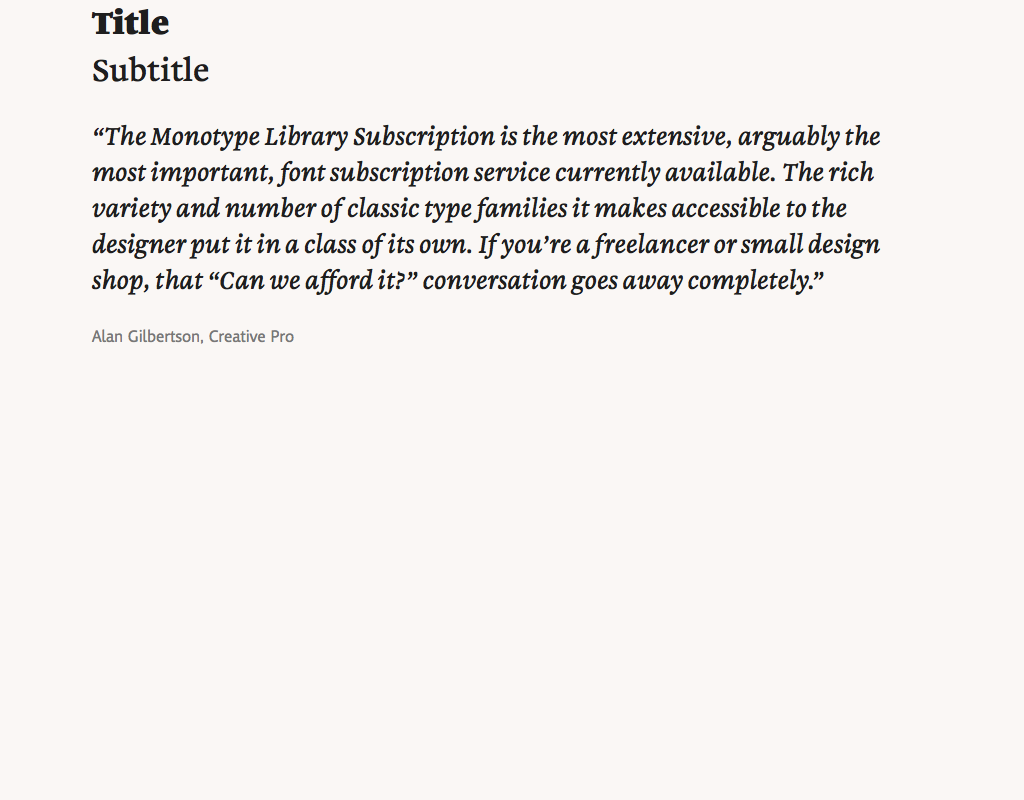 Title
Subtitle
“The Monotype Library Subscription is the most extensive, arguably the
most important, font subscription service currently available. The rich
variety and number of classic type families it makes accessible to the
designer put it in a class of its own. If you’re a freelancer or small design
shop, that “Can we afford it?” conversation goes away completely.”
Alan Gilbertson, Creative Pro